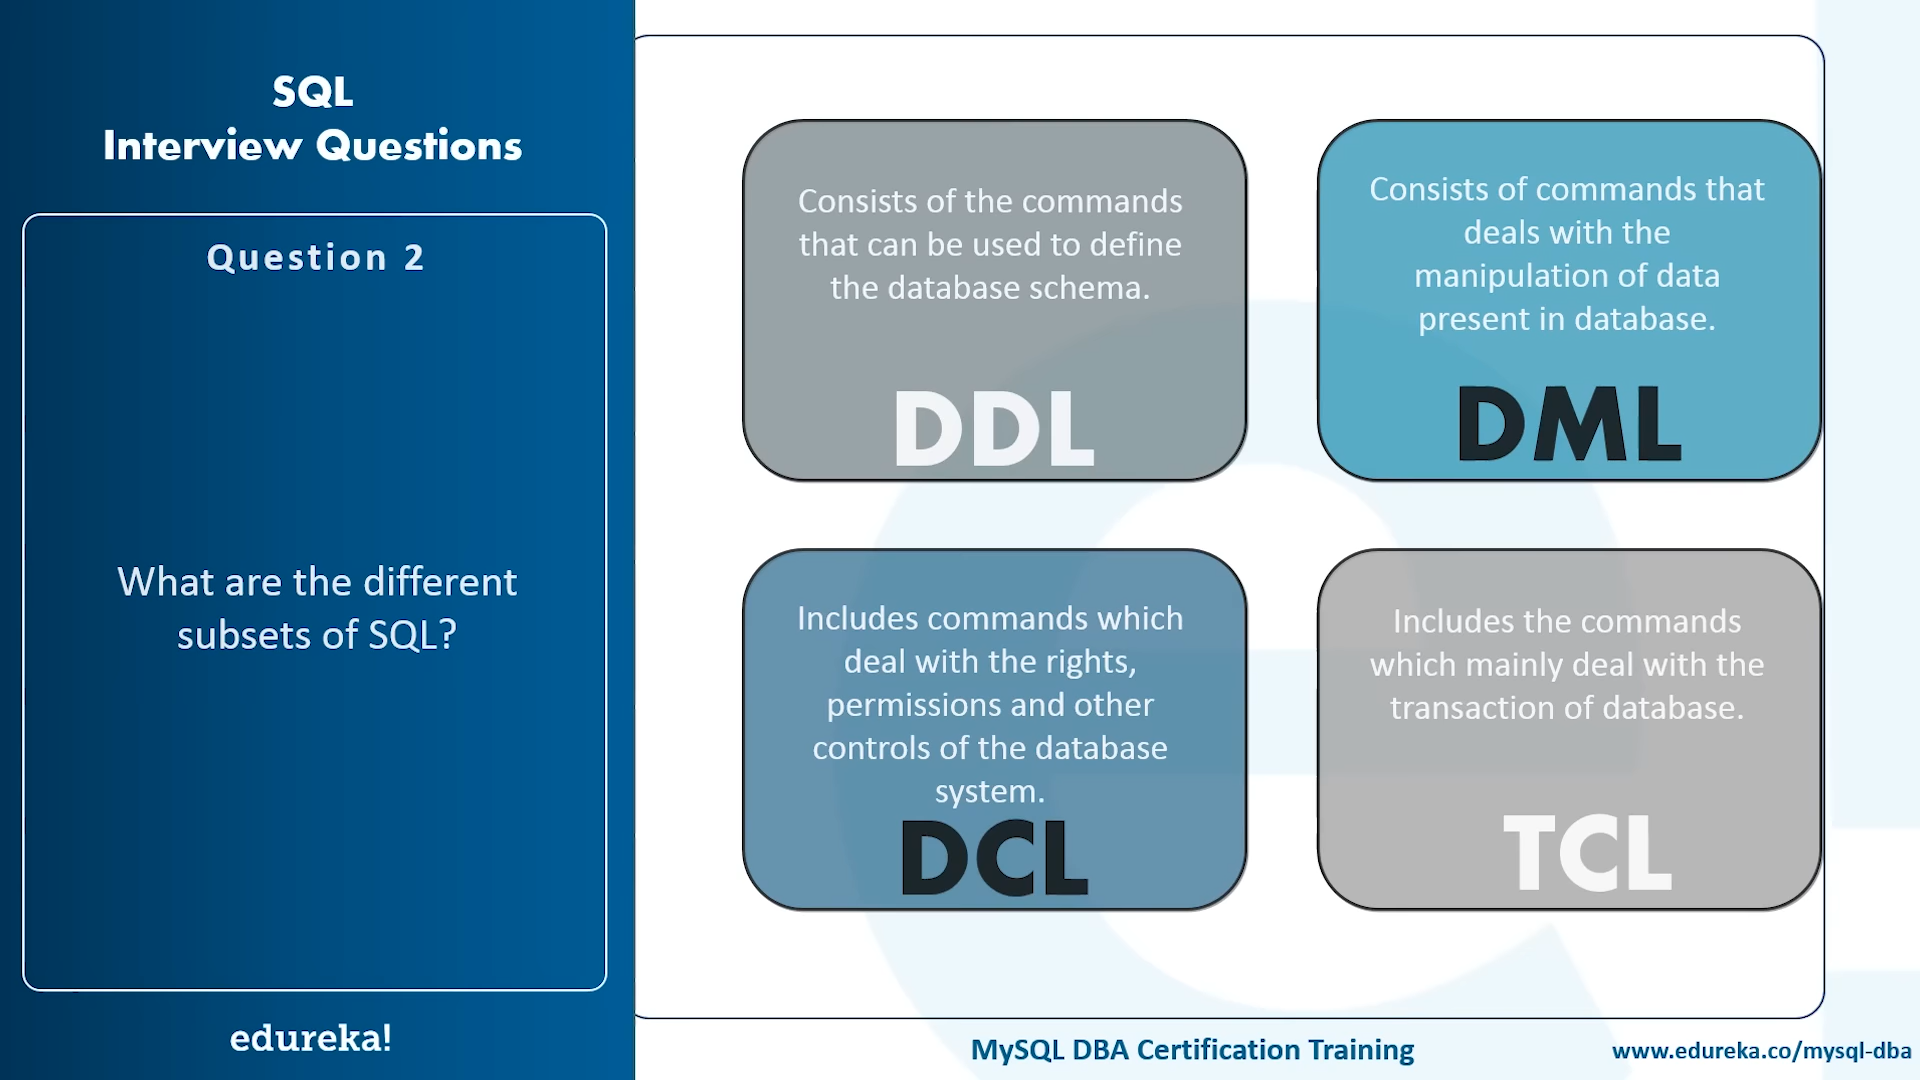 SQL
Interview Questions
Question 2
What are the different
subsets of SQL?
edureka!
Consists of the commands
that can be used to define
the database schema.
DDL
Consists of commands that
deals with the
manipulation of data
present in database.
DML
Includes commands which
deal with the rights,
permissions and other
controls of the database
system.
DCL
Includes the commands
which mainly deal with the
transaction of database.
TCL
MySQL DBA Certification Training
www.edureka.co/mysql-dba